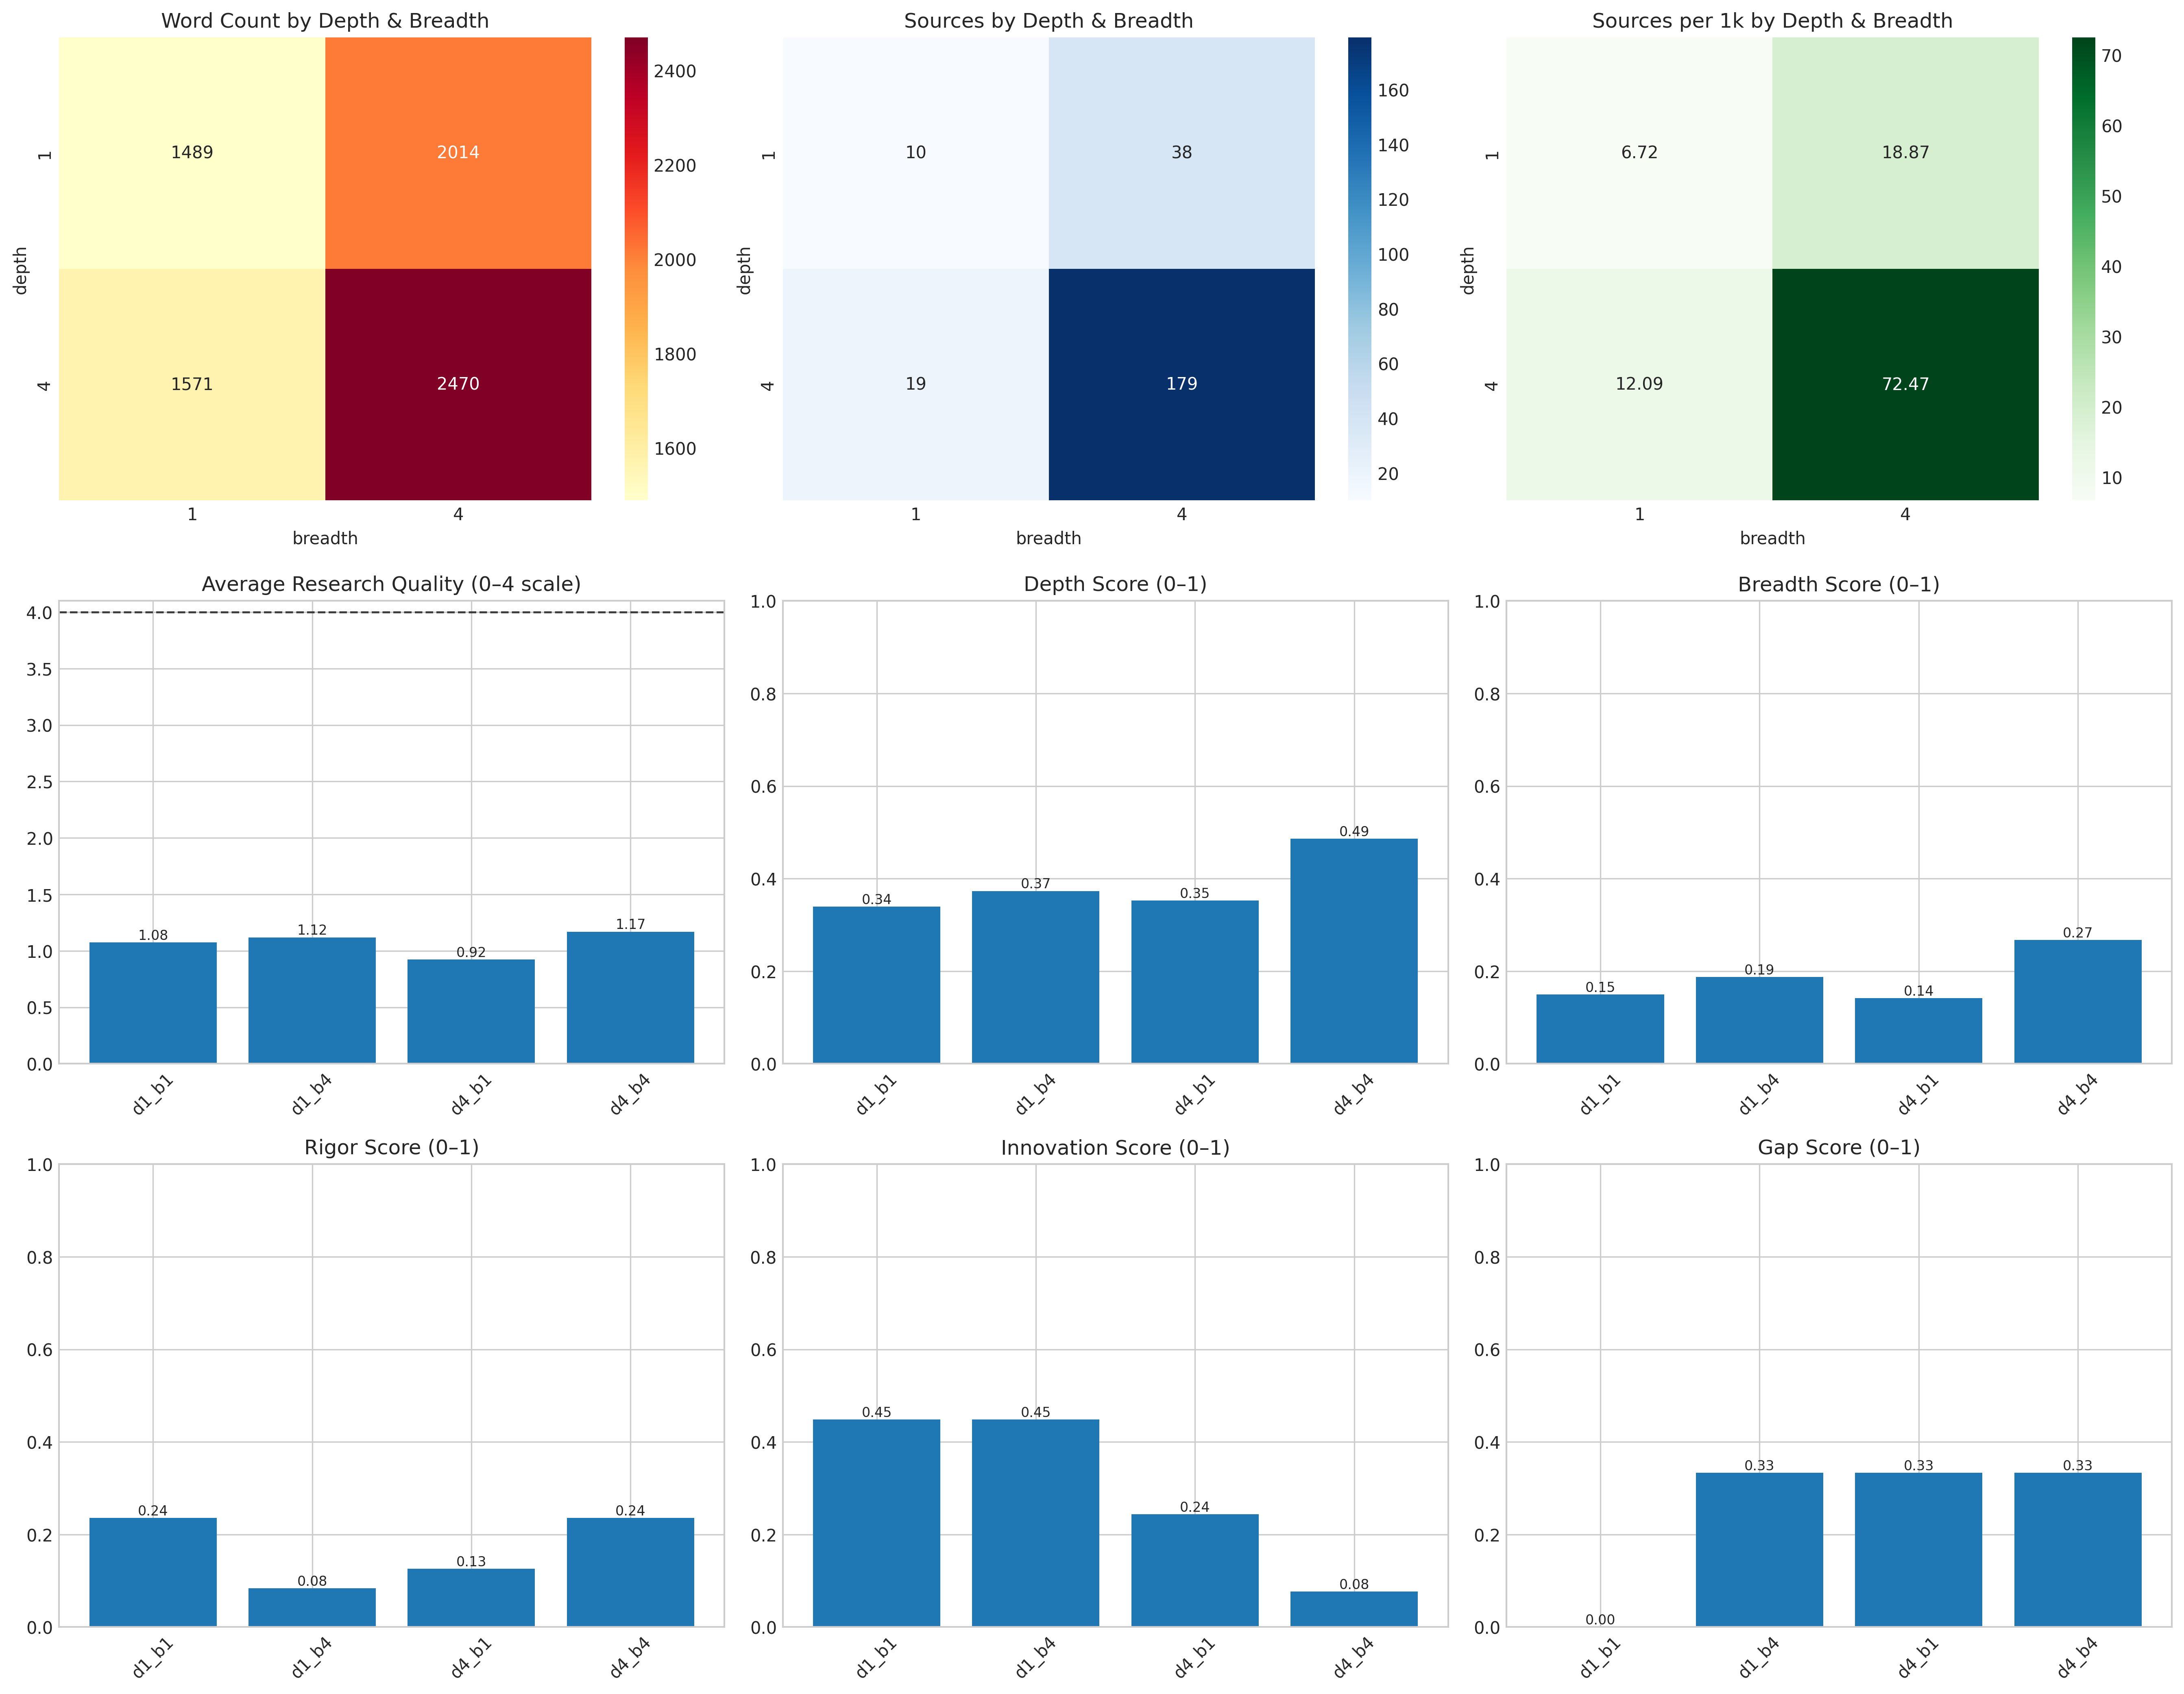 Word Count by Depth & Breadth
1489
2014
1571
2470
depth
1
4
1
4
breadth
2400
2200
2000
1800
1600
Sources by Depth & Breadth
10
38
19
179
depth
1
4
1
4
breadth
160
140
120
100
80
60
40
20
Sources per 1k by Depth & Breadth
6.72
18.87
12.09
72.47
depth
1
4
1
4
breadth
70
60
50
40
30
20
10
Average Research Quality (0–4 scale)
4.0
3.5
3.0
2.5
2.0
1.5
1.0
0.5
0.0
1.08
1.12
0.92
1.17
d1_b1
d1_b4
d4_b1
d4_b4
Depth Score (0–1)
1.0
0.8
0.6
0.4
0.2
0.0
0.34
0.37
0.35
0.49
d1_b1
d1_b4
d4_b1
d4_b4
Breadth Score (0–1)
1.0
0.8
0.6
0.4
0.2
0.0
0.15
0.19
0.14
0.27
d1_b1
d1_b4
d4_b1
d4_b4
Rigor Score (0–1)
1.0
0.8
0.6
0.4
0.2
0.0
0.24
0.08
0.13
0.24
d1_b1
d1_b4
d4_b1
d4_b4
Innovation Score (0–1)
1.0
0.8
0.6
0.4
0.2
0.0
0.45
0.45
0.24
0.08
d1_b1
d1_b4
d4_b1
d4_b4
Gap Score (0–1)
1.0
0.8
0.6
0.4
0.2
0.0
0.00
0.33
0.33
0.33
d1_b1
d1_b4
d4_b1
d4_b4